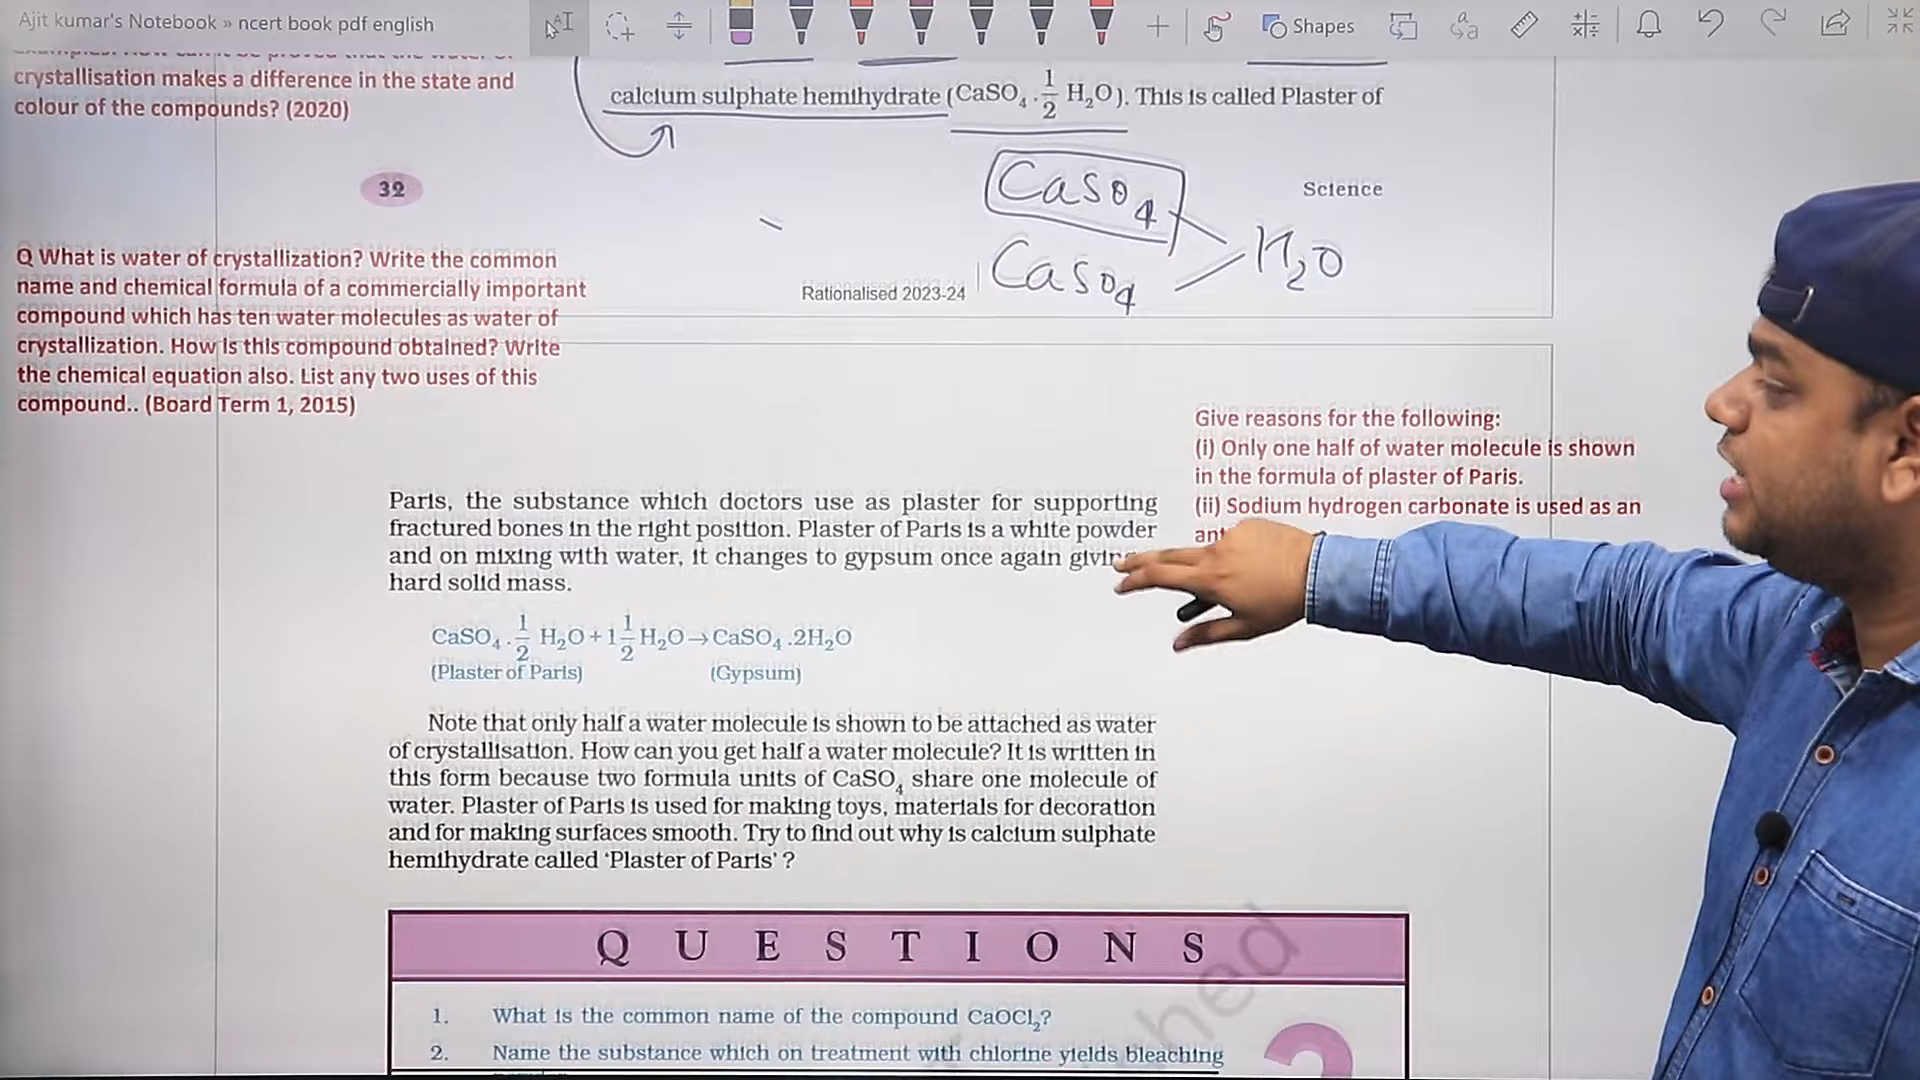 Ajit kumar's Notebook » ncert book pdf english
Shapes
crystallisation makes a difference in the state and
colour of the compounds? (2020)
calcium sulphate hemihydrate (CaSO₄ . 1/2 H₂O). This is called Plaster of
32
Science
CaSO₄
CaSO₄
H₂O
Rationalised 2023-24
Q What is water of crystallization? Write the common
name and chemical formula of a commercially important
compound which has ten water molecules as water of
crystallization. How is this compound obtained? Write
the chemical equation also. List any two uses of this
compound.. (Board Term 1, 2015)
Give reasons for the following:
(i) Only one half of water molecule is shown
in the formula of plaster of Paris.
(ii) Sodium hydrogen carbonate is used as an
Paris, the substance which doctors use as plaster for supporting
fractured bones in the right position. Plaster of Paris is a white powder
and on mixing with water, it changes to gypsum once again
hard solid mass.
CaSO₄ . 1/2 H₂O + 1 1/2 H₂O → CaSO₄ . 2H₂O
(Plaster of Paris) (Gypsum)
Note that only half a water molecule is shown to be attached as water
of crystallisation. How can you get half a water molecule? It is written in
this form because two formula units of CaSO₄ share one molecule of
water. Plaster of Paris is used for making toys, materials for decoration
and for making surfaces smooth. Try to find out why is calcium sulphate
hemihydrate called 'Plaster of Paris' ?
QUESTIONS
1. What is the common name of the compound CaOCl₂?
2. Name the substance which on treatment with chlorine yields bleaching